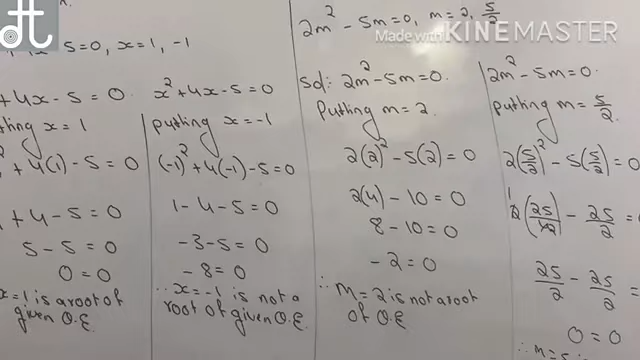 5=0, x=1, -1
+4x-5=0
x=1
+4(1)-5=0
1+4-5=0
5-5=0
0=0
x=1 is a root of
given Q.E
x²+4x-5=0
putting x=-1
(-1)²+4(-1)-5=0
1-4-5=0
-3-5=0
-8=0
∴ x=-1 is not a
root of given Q.E.
2m²-5m=0, m=2, 5/2
Made with KINEMASTER
Sol: 2m²-5m=0.
Putting m=2.
2(2)²-5(2)=0
2(4)-10=0
8-10=0
-2=0
∴ m=2 is not a root
of Q.E
2m²-5m=0.
putting m=5/2.
2(5/2)²-5(5/2)=0
2(25/4)-25/2=
25/2-25/2=
0=0